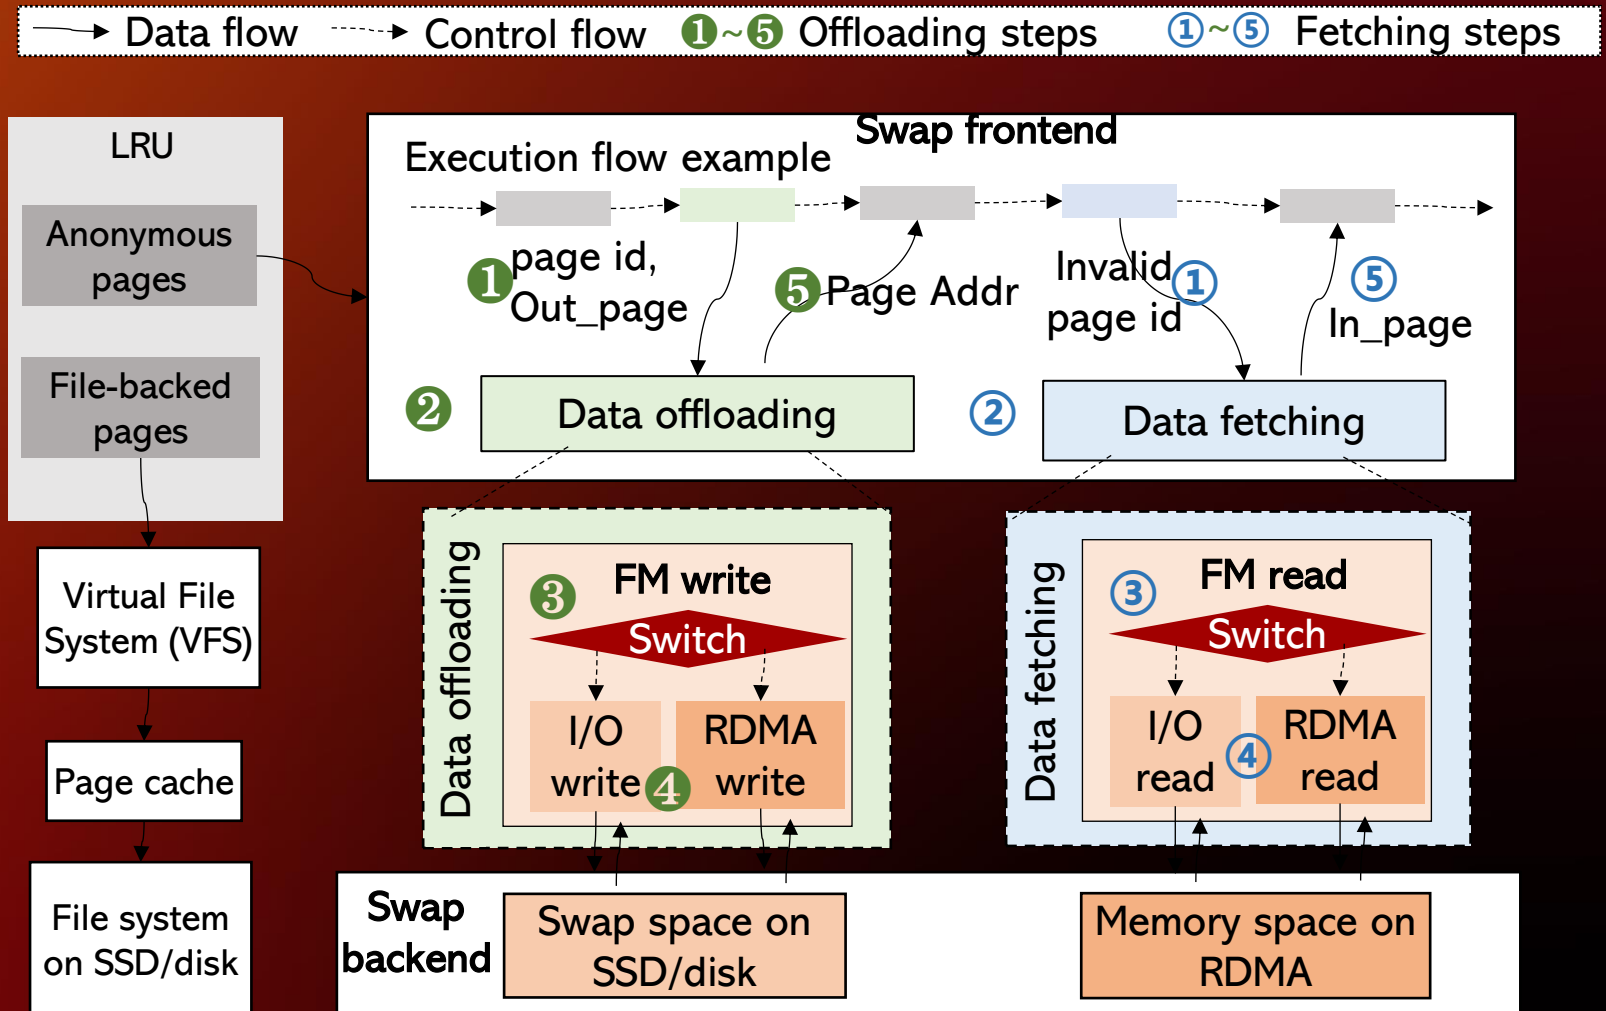 Data flow Control flow ❶~❺ Offloading steps ①~⑤ Fetching steps
LRU
Anonymous
pages
File-backed
pages
Virtual File
System (VFS)
Page cache
File system
on SSD/disk
Swap frontend
Execution flow example
❶ page id,
Out_page
❺ Page Addr
Invalid ①
page id
⑤
In_page
❷ Data offloading
② Data fetching
Data offloading
FM write
❸
Switch
I/O
write
❹
RDMA
write
Data fetching
FM read
③
Switch
I/O
read
④
RDMA
read
Swap
backend
Swap space on
SSD/disk
Memory space on
RDMA